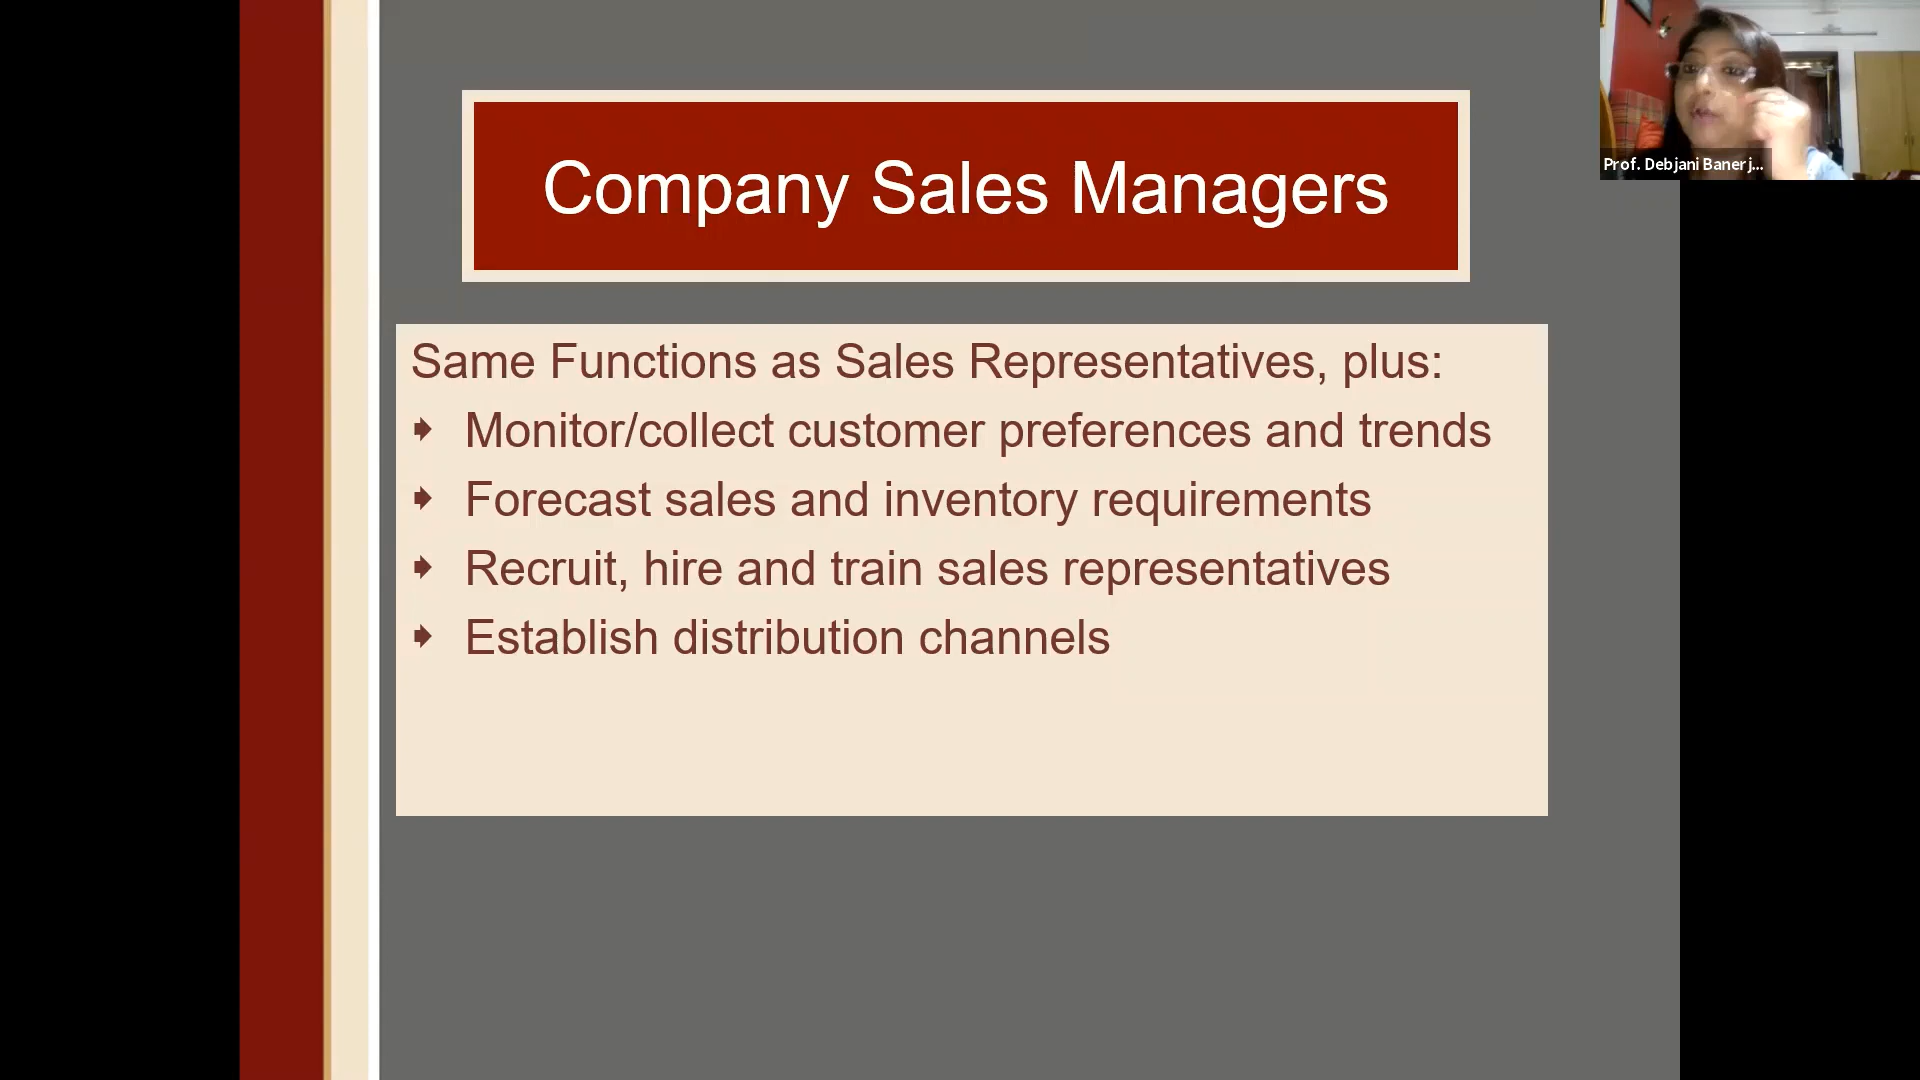 Company Sales Managers
Prof. Debjani Banerj...
Same Functions as Sales Representatives, plus:
Monitor/collect customer preferences and trends
Forecast sales and inventory requirements
Recruit, hire and train sales representatives
Establish distribution channels